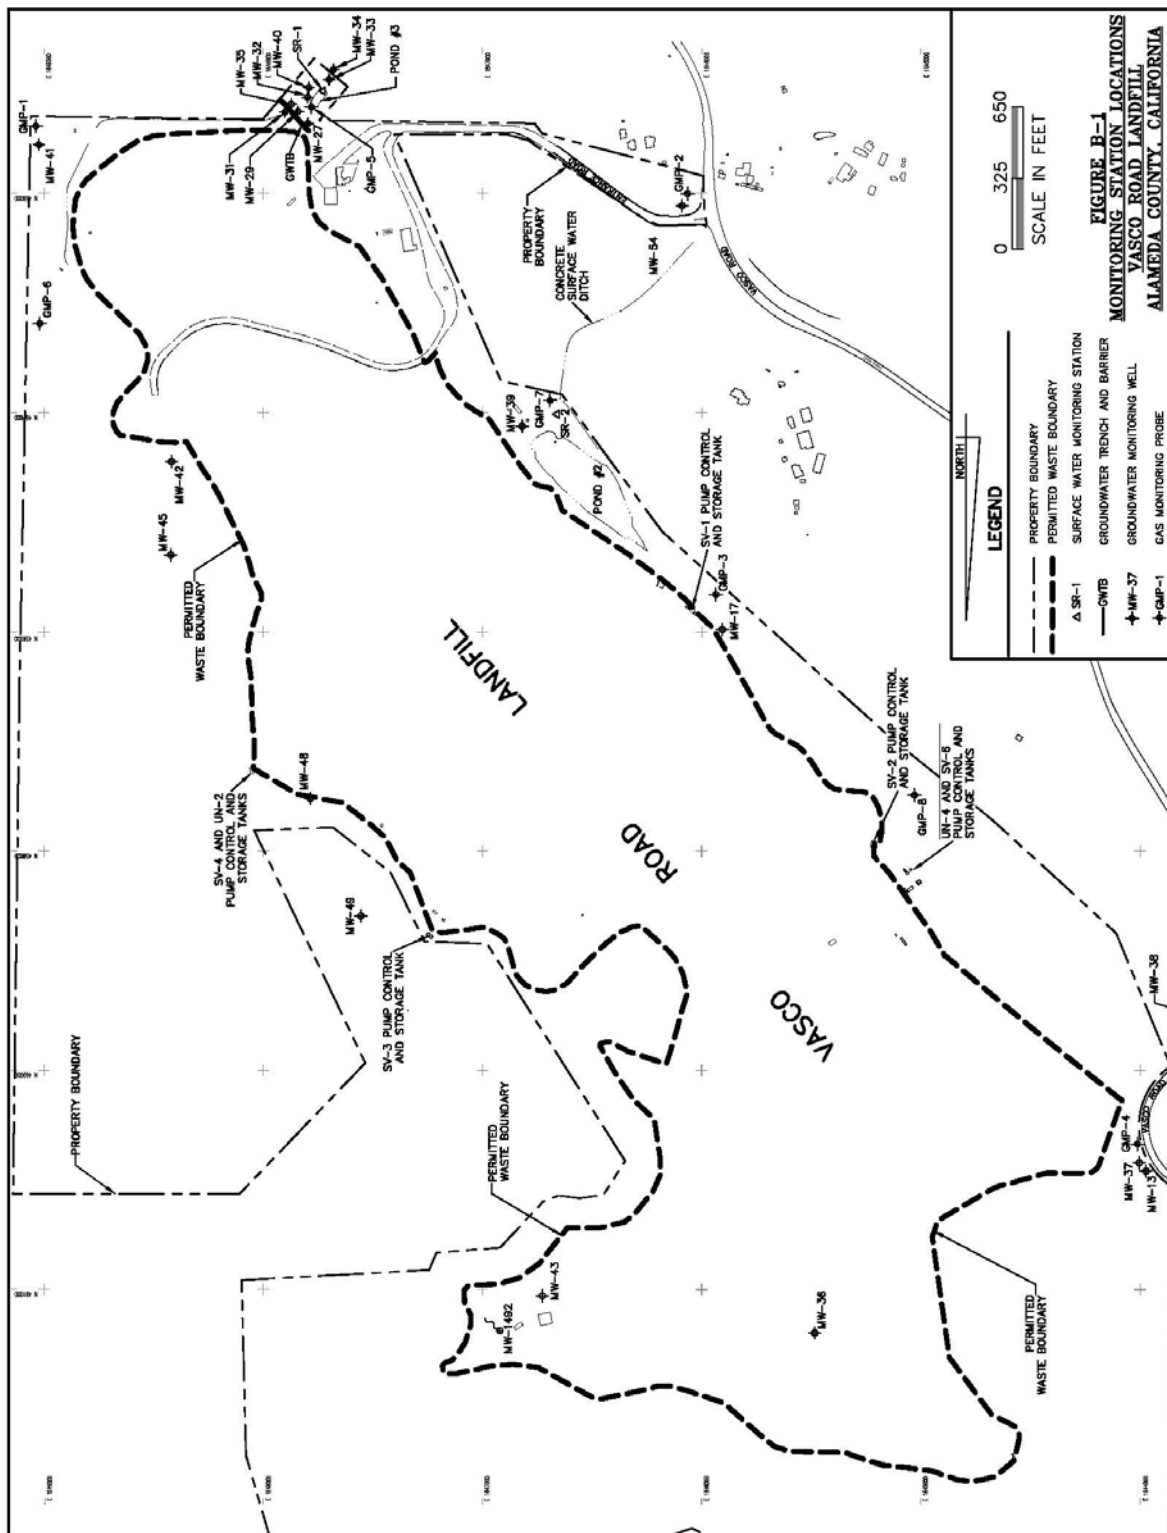 FIGURE B-1
MONITORING STATION LOCATIONS
VASCO ROAD LANDFILL
ALAMEDA COUNTY, CALIFORNIA
0 325 650
SCALE IN FEET
NORTH
LEGEND
PROPERTY BOUNDARY
PERMITTED WASTE BOUNDARY
SR-1 SURFACE WATER MONITORING STATION
GWTB GROUNDWATER TRENCH AND BARRIER
MW-37 GROUNDWATER MONITORING WELL
GMP-1 GAS MONITORING PROBE
GMP-1
MW-41
GMP-6
MW-35
MW-32
MW-40
SR-1
MW-34
MW-33
POND #3
MW-31
MW-29
GWTB
MW-27
GMP-5
PROPERTY
BOUNDARY
ENTRANCE ROAD
GMP-2
MW-54
CONCRETE
SURFACE WATER
DITCH
VASCO ROAD
MW-42
MW-45
PERMITTED
WASTE BOUNDARY
MW-39
GMP-7
SR-2
POND #2
SV-1 PUMP CONTROL
AND STORAGE TANK
GMP-3
MW-17
VASCO
ROAD
LANDFILL
SV-4 AND UN-2
PUMP CONTROL AND
STORAGE TANKS
MW-48
MW-49
SV-3 PUMP CONTROL
AND STORAGE TANK
SV-2 PUMP CONTROL
AND STORAGE TANK
GMP-8
UN-4 AND SV-6
PUMP CONTROL AND
STORAGE TANKS
PROPERTY BOUNDARY
PERMITTED
WASTE BOUNDARY
MW-43
MW-1492
MW-36
PERMITTED
WASTE BOUNDARY
MW-38
VASCO ROAD
GMP-4
MW-37
MW-13